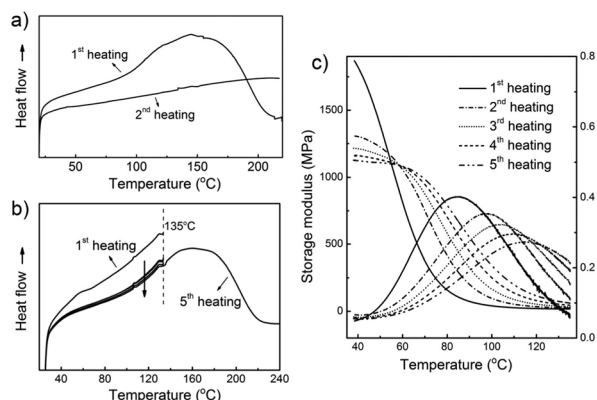 a)
1st heating
2nd heating
Heat flow →
50 100 150 200
Temperature (°C)
b)
135°C
1st heating
5th heating
Heat flow →
40 80 120 160 200 240
Temperature (°C)
c)
1st heating
2nd heating
3rd heating
4th heating
5th heating
Storage modulus (MPa)
1500
1250
1000
750
500
250
0
0.8
0.6
0.4
0.2
0.0
40 60 80 100 120
Temperature (°C)